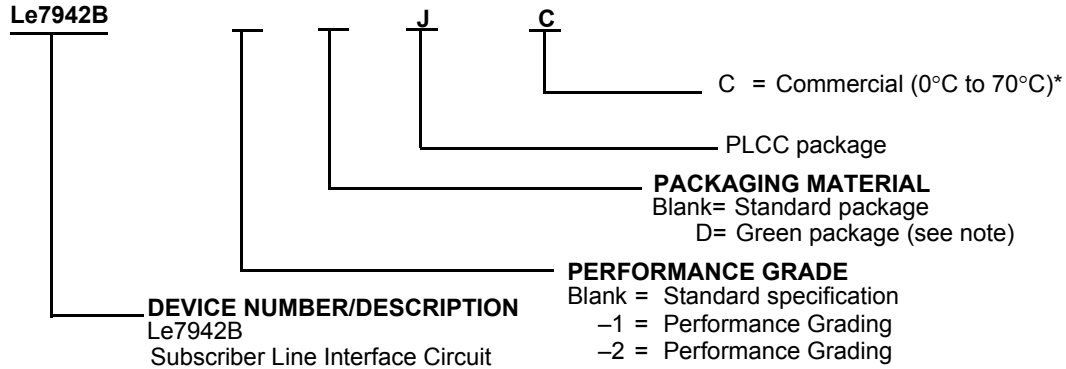 Le7942B J C
C = Commercial (0°C to 70°C)*
PLCC package
PACKAGING MATERIAL
Blank= Standard package
D= Green package (see note)
PERFORMANCE GRADE
Blank = Standard specification
–1 = Performance Grading
–2 = Performance Grading
DEVICE NUMBER/DESCRIPTION
Le7942B
Subscriber Line Interface Circuit